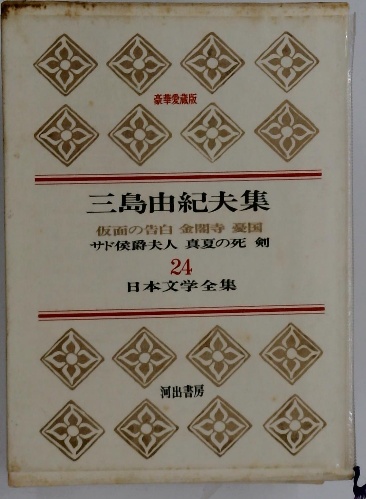 豪華愛蔵版
三島由紀夫集
仮面の告白 金閣寺 憂国
サド侯爵夫人 真夏の死 剣
24
日本文学全集
河出書房